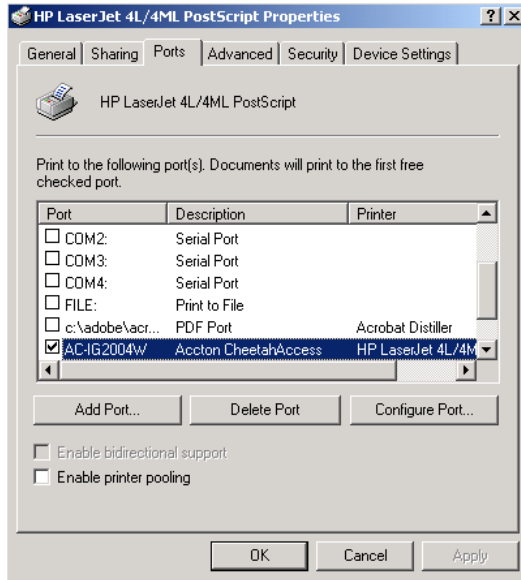 HP LaserJet 4L/4ML PostScript Properties
General Sharing Ports Advanced Security Device Settings
HP LaserJet 4L/4ML PostScript
Print to the following port(s). Documents will print to the first free
checked port.
Port Description Printer
COM2: Serial Port
COM3: Serial Port
COM4: Serial Port
FILE: Print to File
c:\adobe\acr... PDF Port Acrobat Distiller
AC-IG2004W Accton CheetahAccess HP LaserJet 4L/4M
Add Port... Delete Port Configure Port...
Enable bidirectional support
Enable printer pooling
OK Cancel Apply